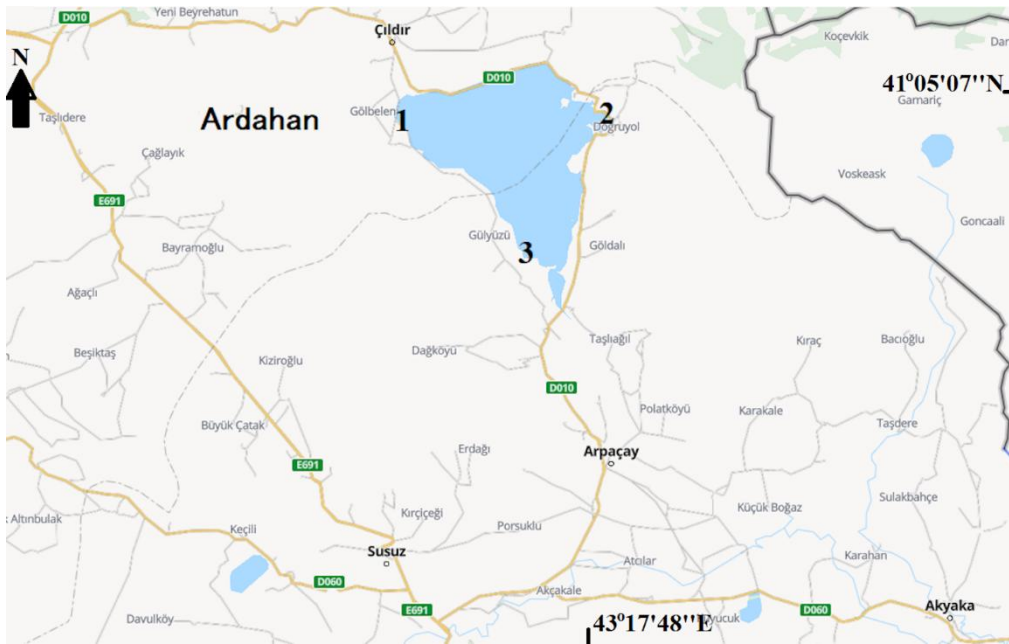 D010
Yeni Beyrehatun
Çıldır
Koçevkik
Dar
N
D010
41°05'07''N
Gamariç
Taşlıdere
Gölbelen
Ardahan
1
2
Doğruyol
Çağlayık
Voskeask
E691
Goncaali
Gülyüzü
3
Göldalı
Bayramoğlu
Ağaçlı
Beşiktaş
Kiziroğlu
Dağköyü
Taşlıağıl
Kıraç
Bacıoğlu
D010
Polatköyü
Karakale
Büyük Çatak
Taşdere
Erdağı
Arpaçay
E691
Sulakbahçe
Altınbulak
Keçili
Kırçiçeği
Porsuklu
Küçük Boğaz
Susuz
Atcılar
Karahan
D060
Akçakale
E691
43°17'48''E
yucuk
D060
Akyaka
Davulköy